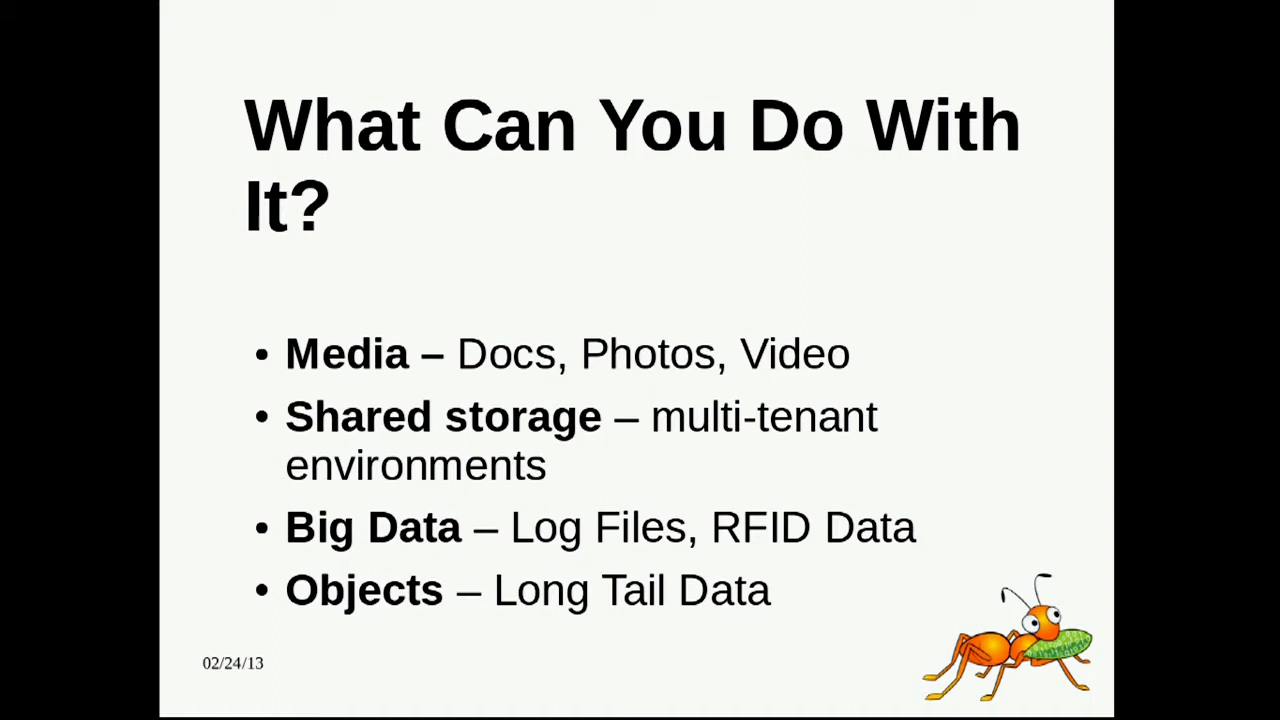 What Can You Do With
It?
• Media – Docs, Photos, Video
• Shared storage – multi-tenant
environments
• Big Data – Log Files, RFID Data
• Objects – Long Tail Data
02/24/13